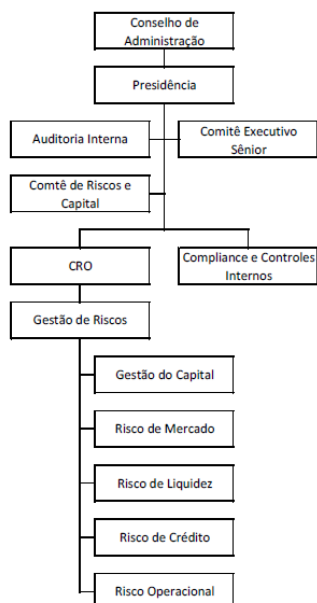 Conselho de
Administração
Presidência
Auditoria Interna
Comitê Executivo
Sênior
Comtê de Riscos e
Capital
CRO
Compliance e Controles
Internos
Gestão de Riscos
Gestão do Capital
Risco de Mercado
Risco de Liquidez
Risco de Crédito
Risco Operacional